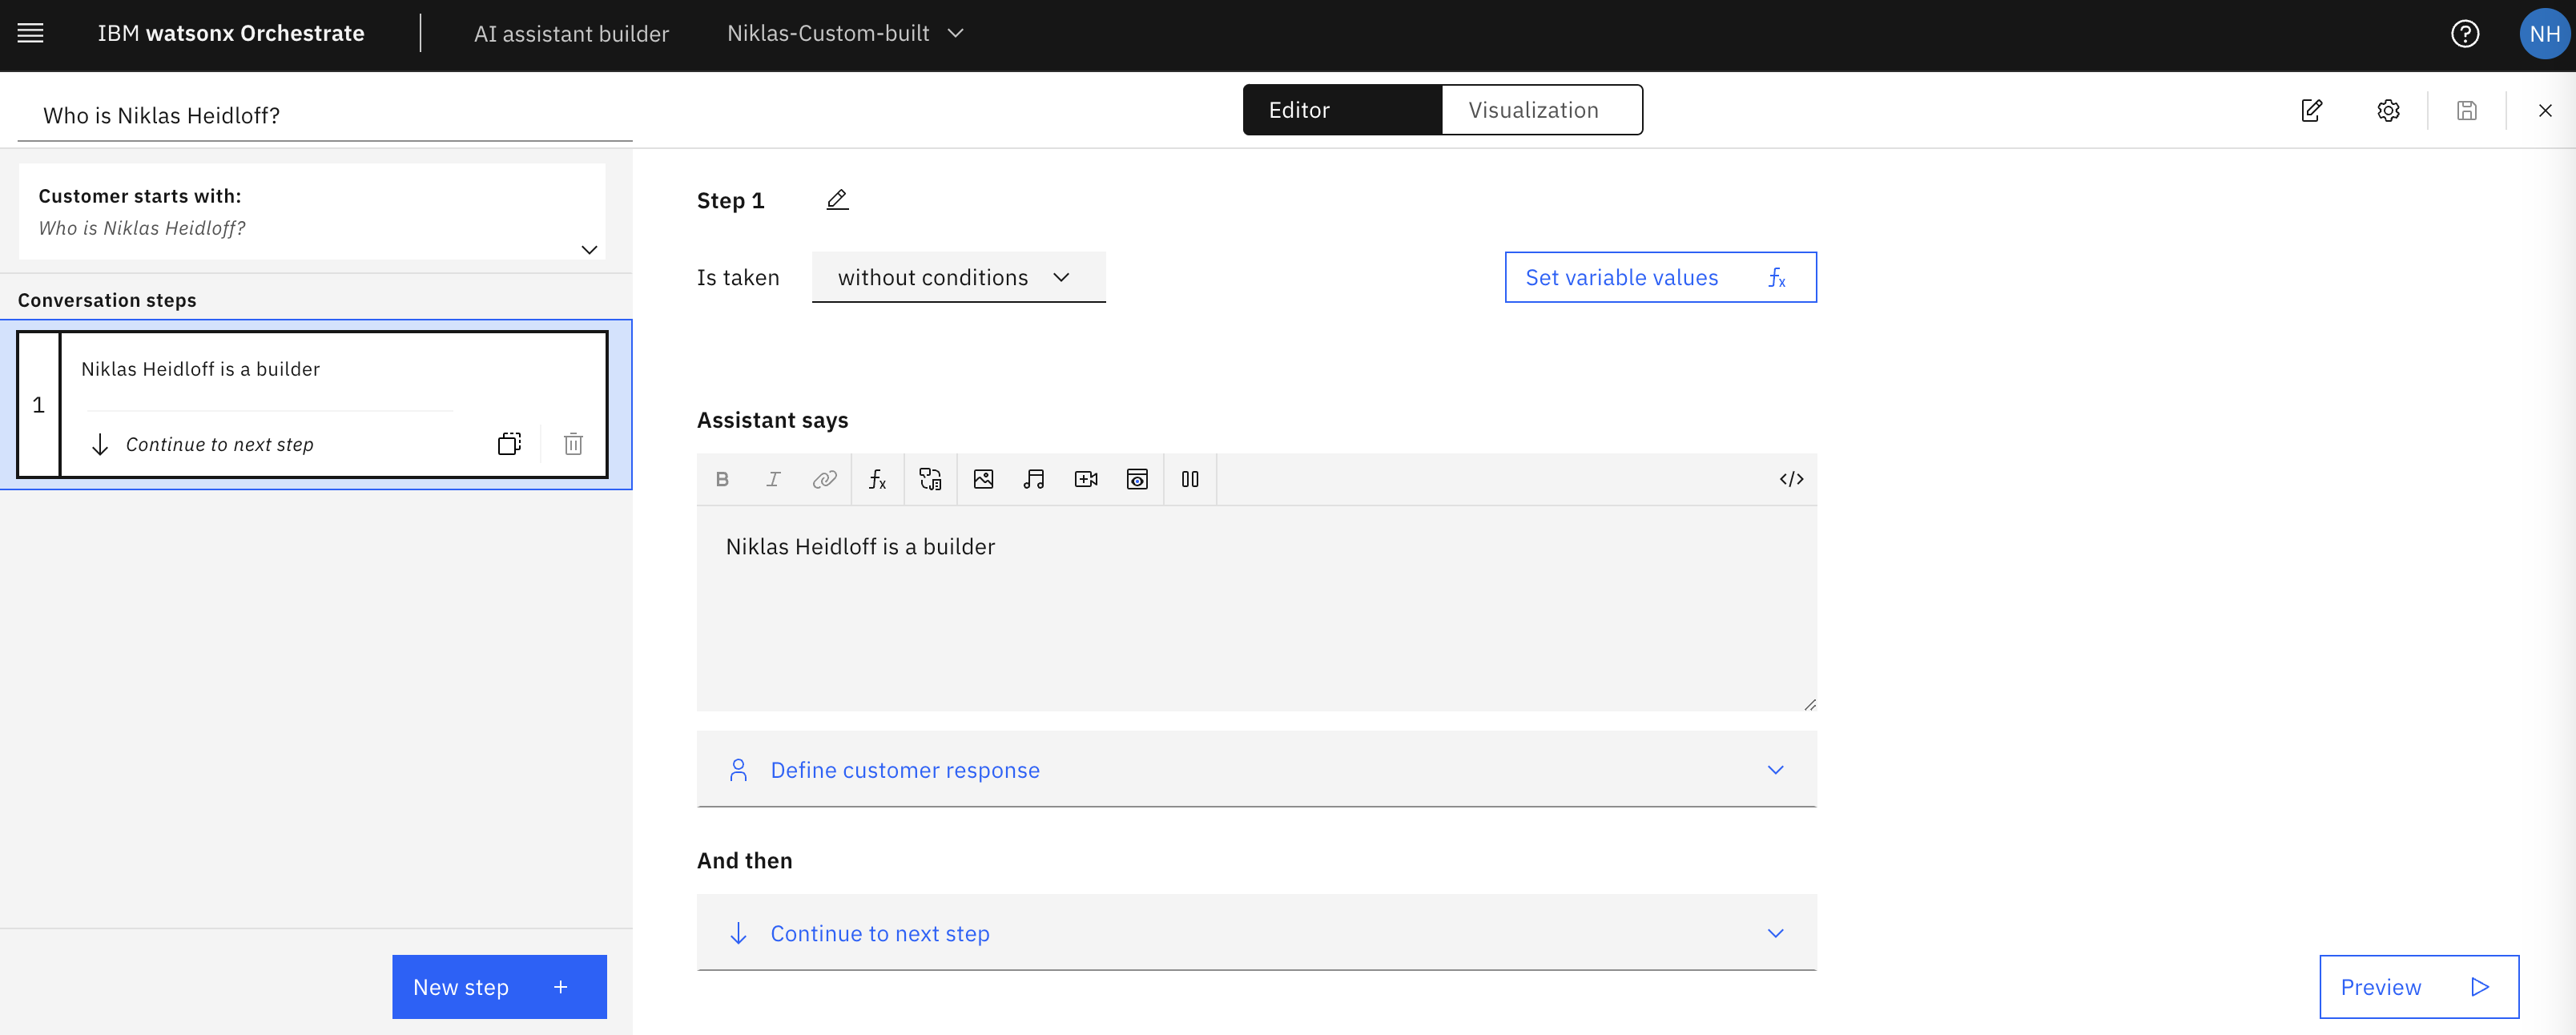 IBM watsonx Orchestrate
AI assistant builder
Niklas-Custom-built
NH
Who is Niklas Heidloff?
Editor
Visualization
Customer starts with:
Who is Niklas Heidloff?
Conversation steps
1
Niklas Heidloff is a builder
Continue to next step
New step
Step 1
Is taken
without conditions
Set variable values
fx
Assistant says
B
I
fx
</>
Niklas Heidloff is a builder
Define customer response
And then
Continue to next step
Preview